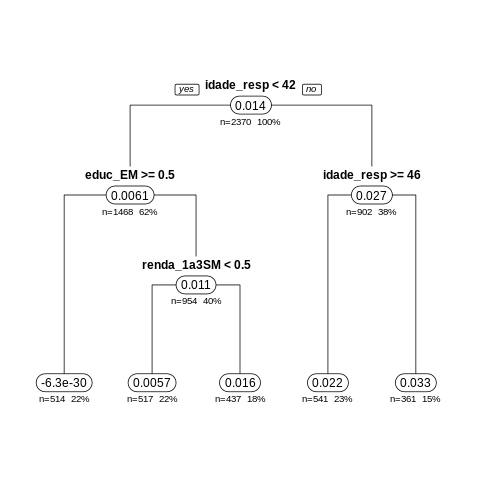 yes idade_resp < 42 no
0.014
n=2370 100%
educ_EM >= 0.5 idade_resp >= 46
0.0061 0.027
n=1468 62% n=902 38%
renda_1a3SM < 0.5
0.011
n=954 40%
-6.3e-30 0.0057 0.016 0.022 0.033
n=514 22% n=517 22% n=437 18% n=541 23% n=361 15%